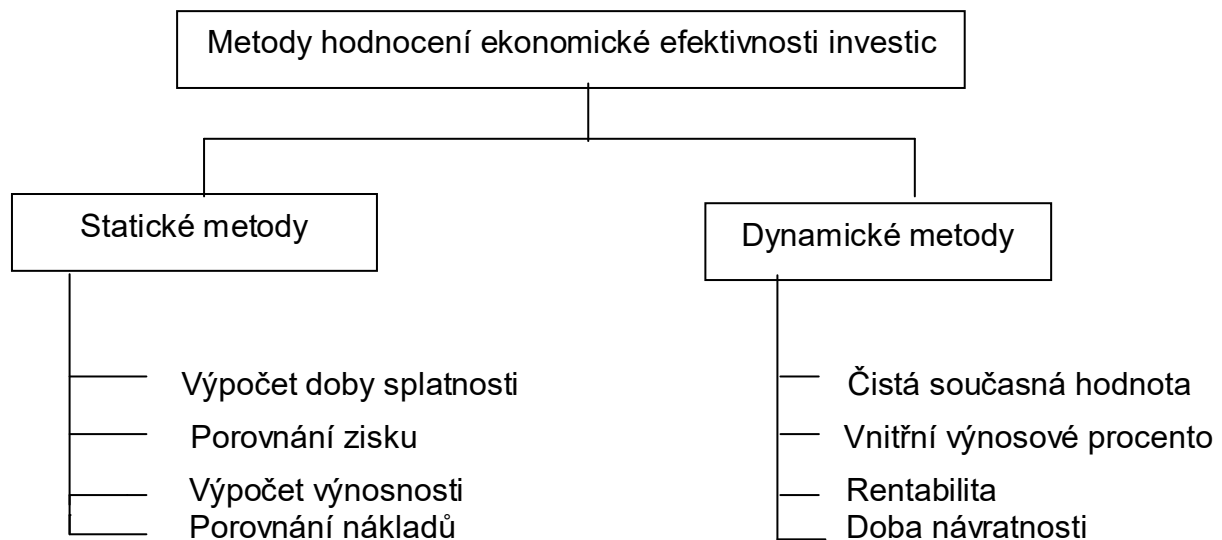 Metody hodnocení ekonomické efektivnosti investic
Statické metody
Výpočet doby splatnosti
Porovnání zisku
Výpočet výnosnosti
Porovnání nákladů
Dynamické metody
Čistá současná hodnota
Vnitřní výnosové procento
Rentabilita
Doba návratnosti